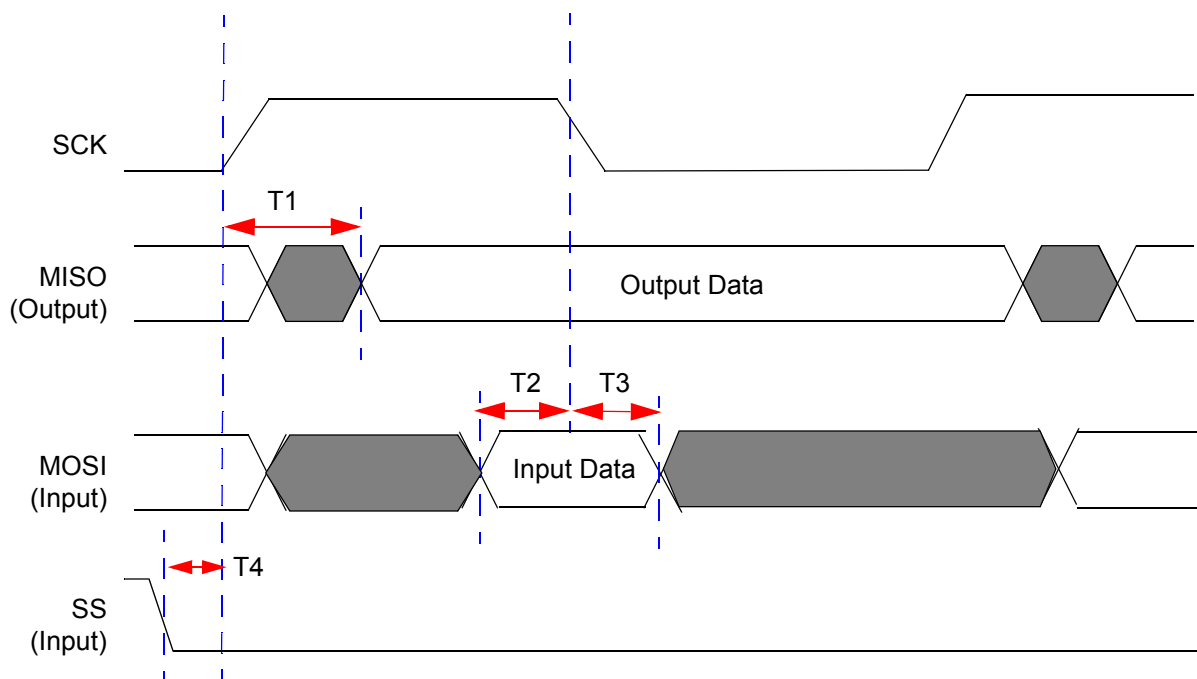 SCK
T1
MISO
(Output)
Output Data
T2
T3
MOSI
(Input)
Input Data
T4
SS
(Input)